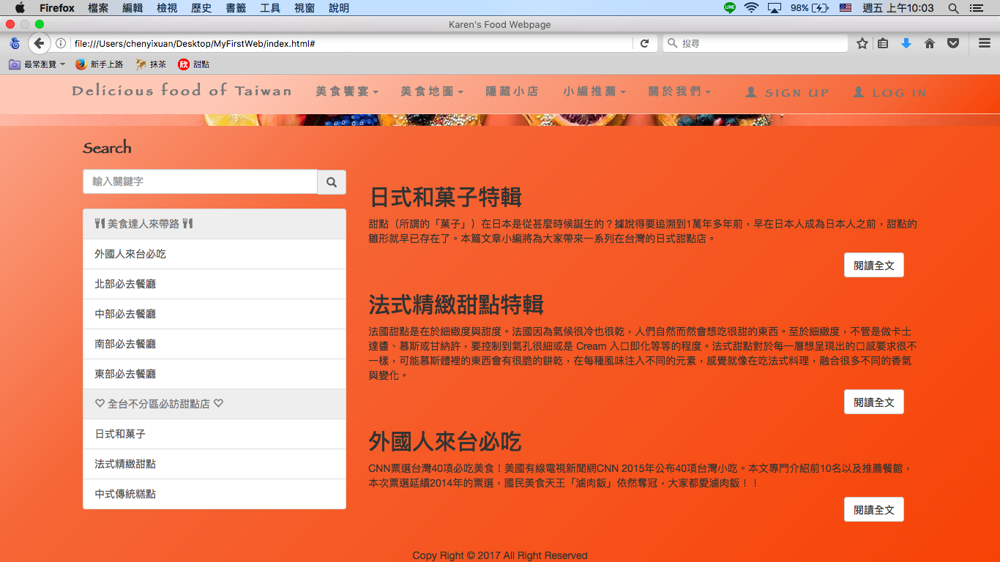 Firefox 檔案 編輯 檢視 歷史 書籤 工具 視窗 說明 LINE 98% 週五 上午10:03
Karen's Food Webpage
file:///Users/chenyixuan/Desktop/MyFirstWeb/index.html# 搜尋
最常瀏覽 新手上路 抹茶 欣 甜點
Delicious food of Taiwan 美食饗宴 美食地圖 隱藏小店 小編推薦 關於我們 SIGN UP LOG IN
Search
輸入關鍵字
美食達人來帶路
外國人來台必吃
北部必去餐廳
中部必去餐廳
南部必去餐廳
東部必去餐廳
♡ 全台不分區必訪甜點店 ♡
日式和菓子
法式精緻甜點
中式傳統糕點
日式和菓子特輯
甜點（所謂的「菓子」）在日本是從甚麼時候誕生的？據說得要追溯到1萬年多年前，早在日本人成為日本人之前，甜點的
雛形就早已存在了。本篇文章小編將為大家帶來一系列在台灣的日式甜點店。
閱讀全文
法式精緻甜點特輯
法國甜點是在於細緻度與甜度。法國因為氣候很冷也很乾，人們自然而然會想吃很甜的東西。至於細緻度，不管是做卡士
達醬、慕斯或甘納許，要控制到氣孔很細或是 Cream 入口即化等等的程度。法式甜點對於每一層想呈現出的口感要求很不
一樣，可能慕斯體裡的東西會有很脆的餅乾，在每種風味注入不同的元素，感覺就像在吃法式料理，融合很多不同的香氣
與變化。
閱讀全文
外國人來台必吃
CNN票選台灣40項必吃美食！美國有線電視新聞網CNN 2015年公布40項台灣小吃。本文專門介紹前10名以及推薦餐館，
本次票選延續2014年的票選，國民美食天王「滷肉飯」依然奪冠，大家都愛滷肉飯！！
閱讀全文
Copy Right © 2017 All Right Reserved